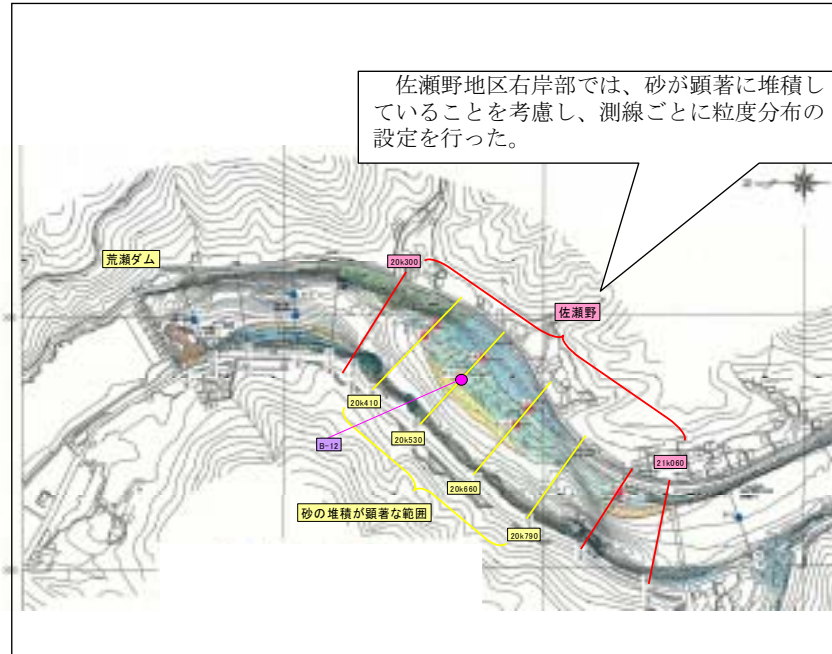 佐瀬野地区右岸部では、砂が顕著に堆積し
ていることを考慮し、測線ごとに粒度分布の
設定を行った。
荒瀬ダム
20k300
佐瀬野
20k410
20k530
B-12
20k660
21k060
砂の堆積が顕著な範囲
20k790